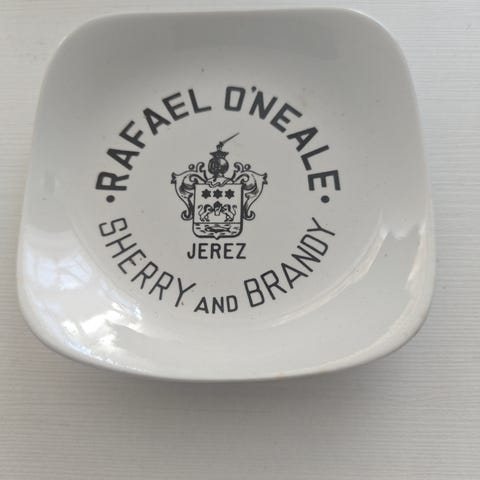 · RAFAEL O'NEALE ·
JEREZ
SHERRY AND BRANDY